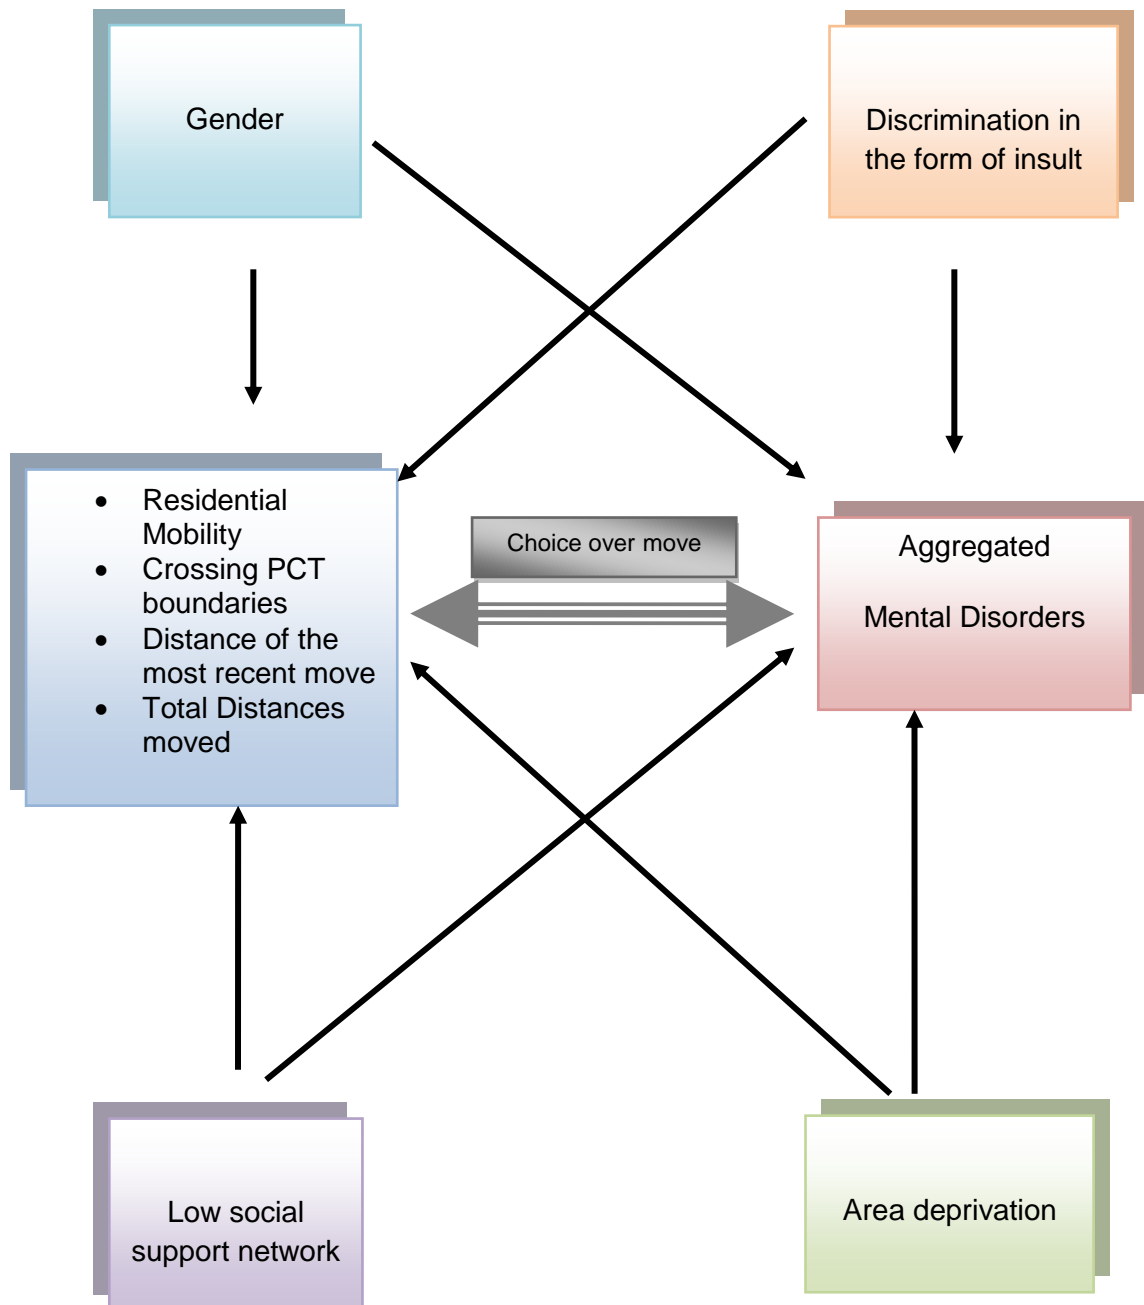 Gender
Discrimination in
the form of insult
• Residential
Mobility
• Crossing PCT
boundaries
• Distance of the
most recent move
• Total Distances
moved
Choice over move
Aggregated
Mental Disorders
Low social
support network
Area deprivation